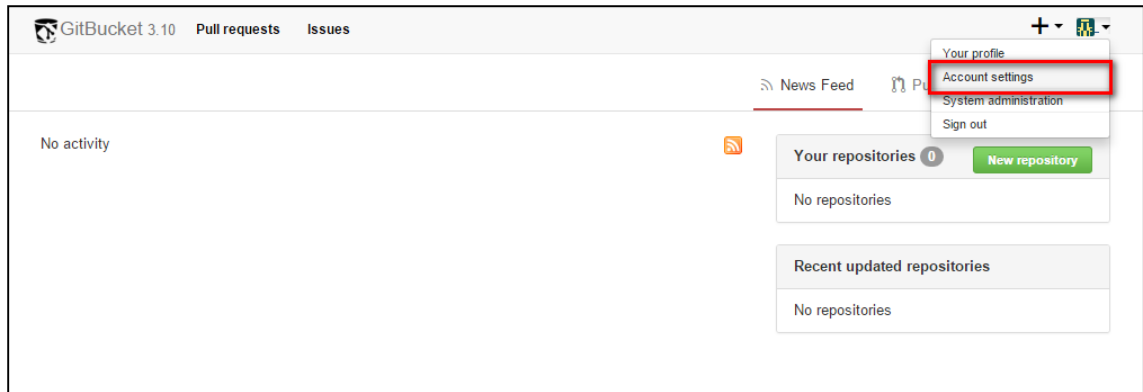 GitBucket 3.10 Pull requests Issues
Your profile
Account settings
System administration
Sign out
News Feed
No activity
Your repositories 0 New repository
No repositories
Recent updated repositories
No repositories